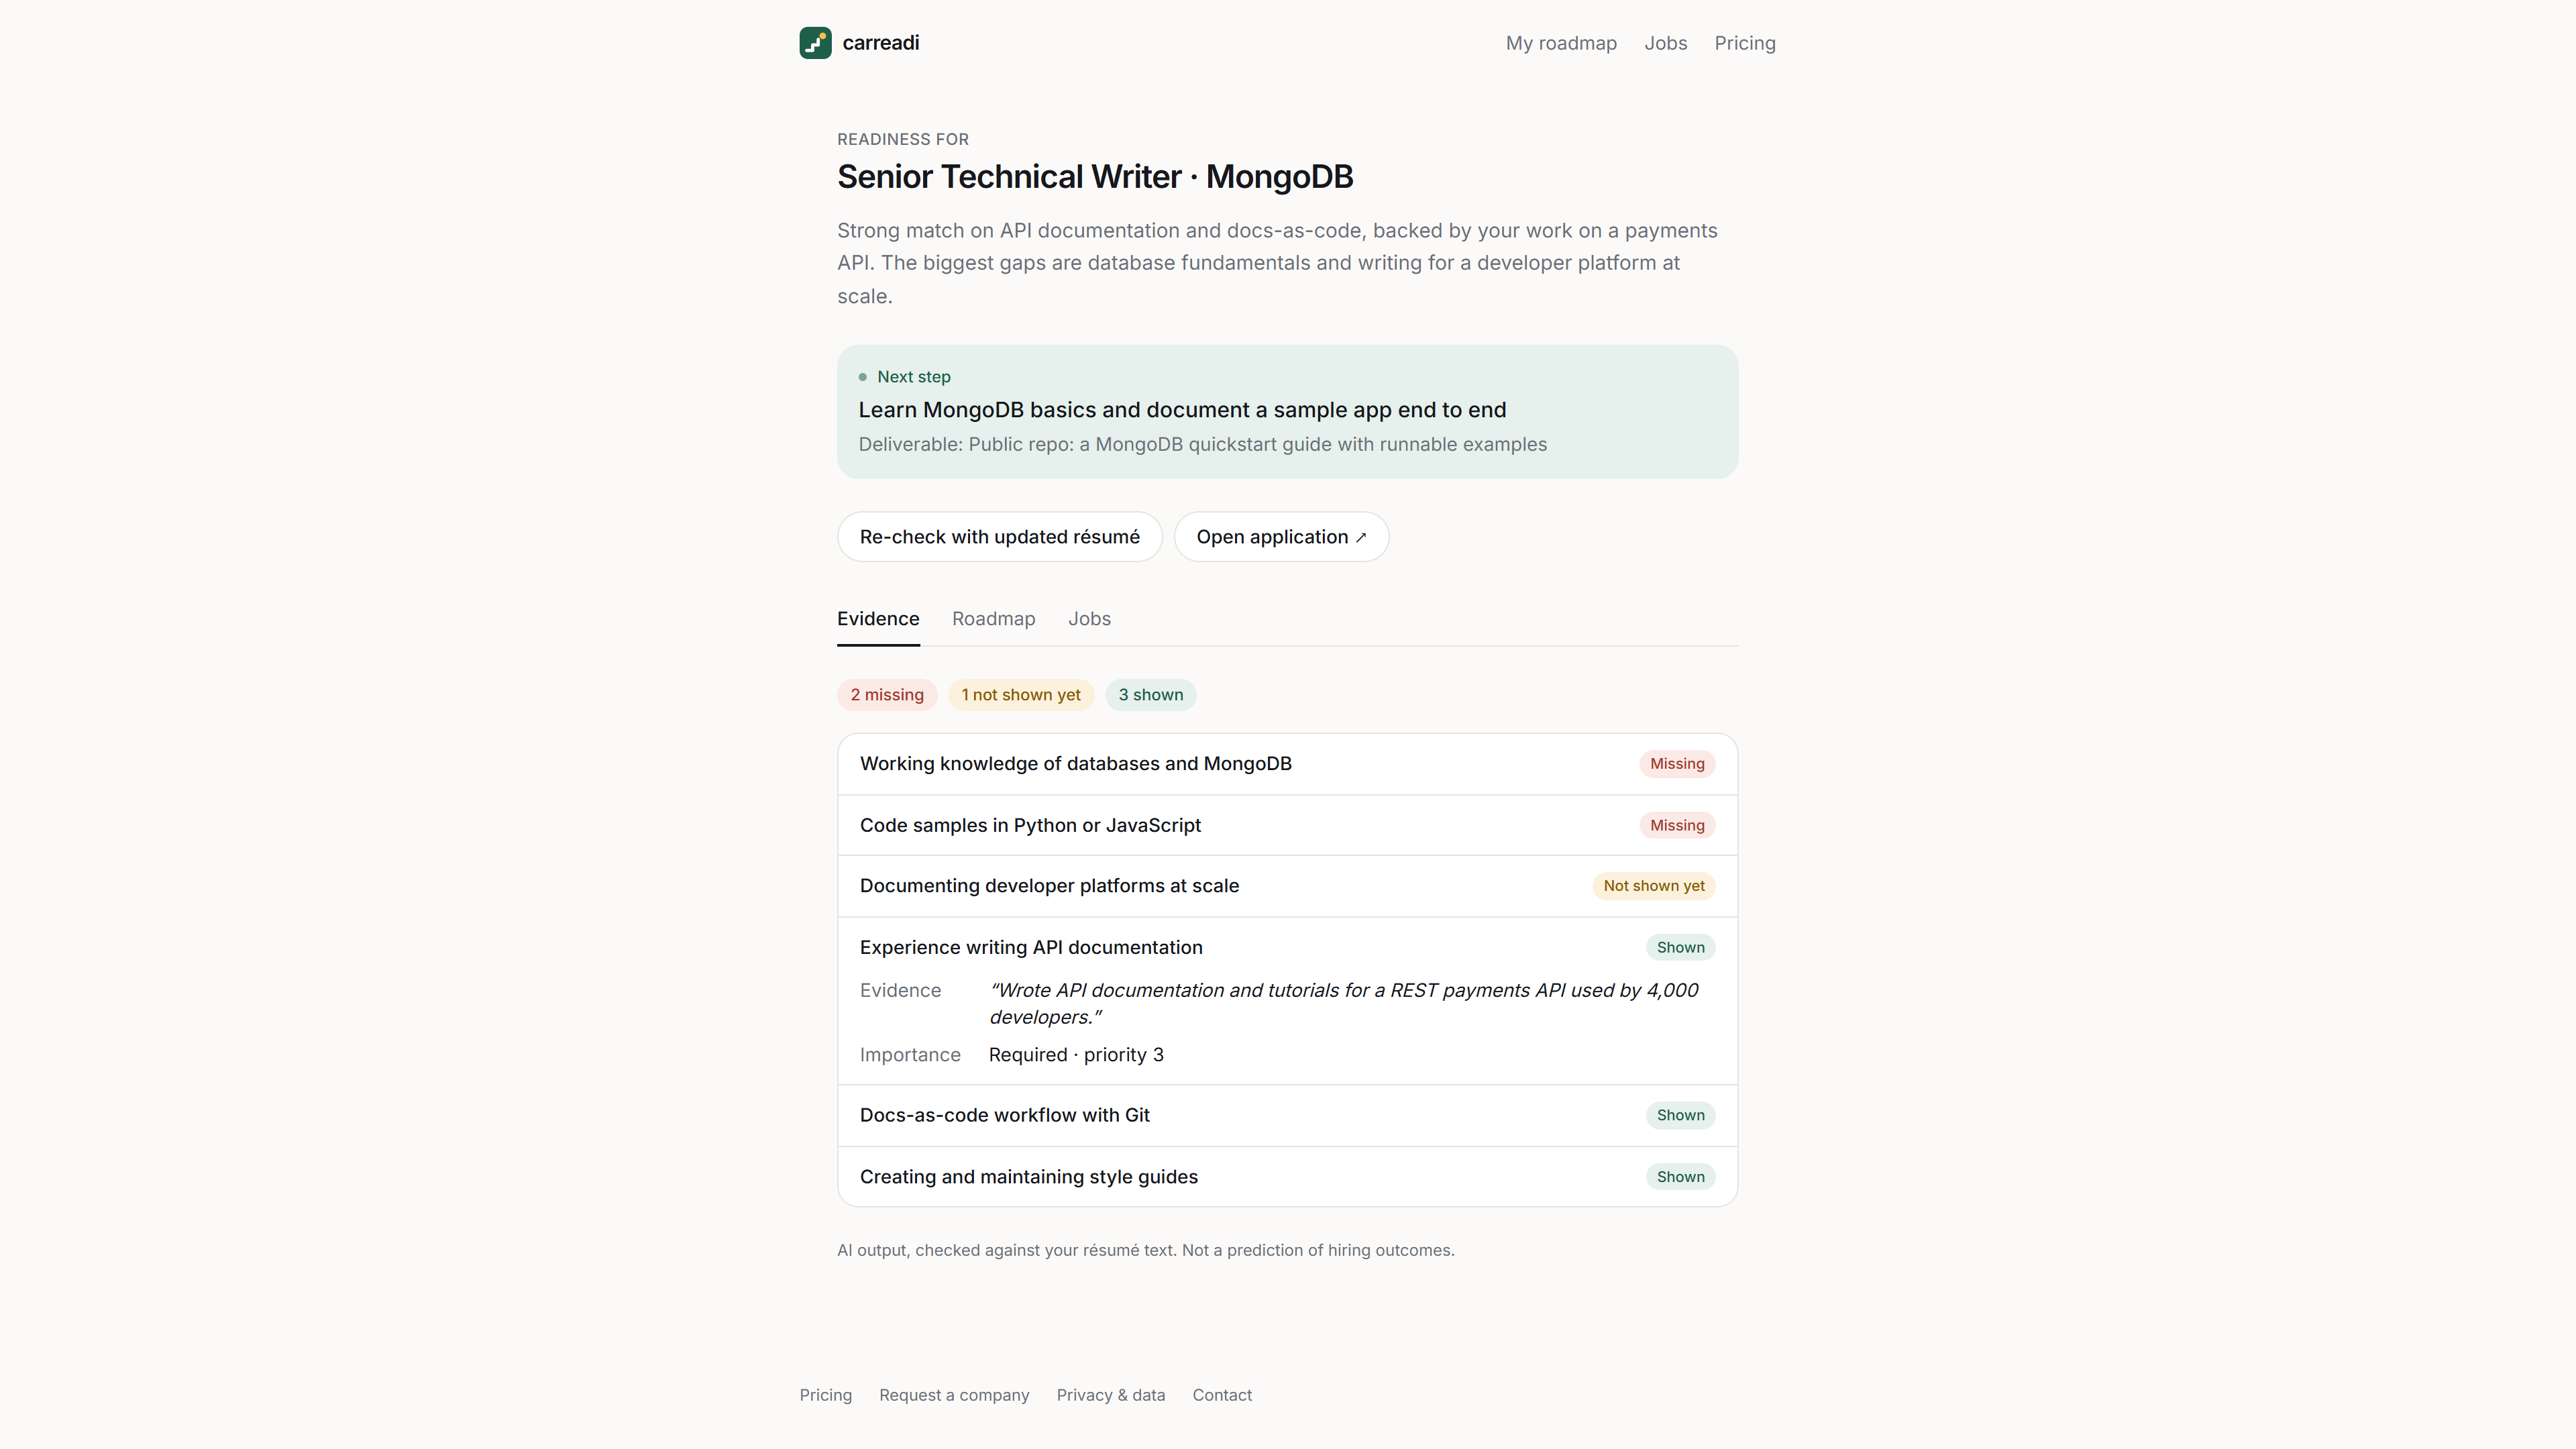 carreadi
My roadmap Jobs Pricing
READINESS FOR
Senior Technical Writer · MongoDB
Strong match on API documentation and docs-as-code, backed by your work on a payments
API. The biggest gaps are database fundamentals and writing for a developer platform at
scale.
Next step
Learn MongoDB basics and document a sample app end to end
Deliverable: Public repo: a MongoDB quickstart guide with runnable examples
Re-check with updated résumé Open application ↗
Evidence Roadmap Jobs
2 missing 1 not shown yet 3 shown
Working knowledge of databases and MongoDB Missing
Code samples in Python or JavaScript Missing
Documenting developer platforms at scale Not shown yet
Experience writing API documentation Shown
Evidence “Wrote API documentation and tutorials for a REST payments API used by 4,000
developers.”
Importance Required · priority 3
Docs-as-code workflow with Git Shown
Creating and maintaining style guides Shown
AI output, checked against your résumé text. Not a prediction of hiring outcomes.
Pricing Request a company Privacy & data Contact